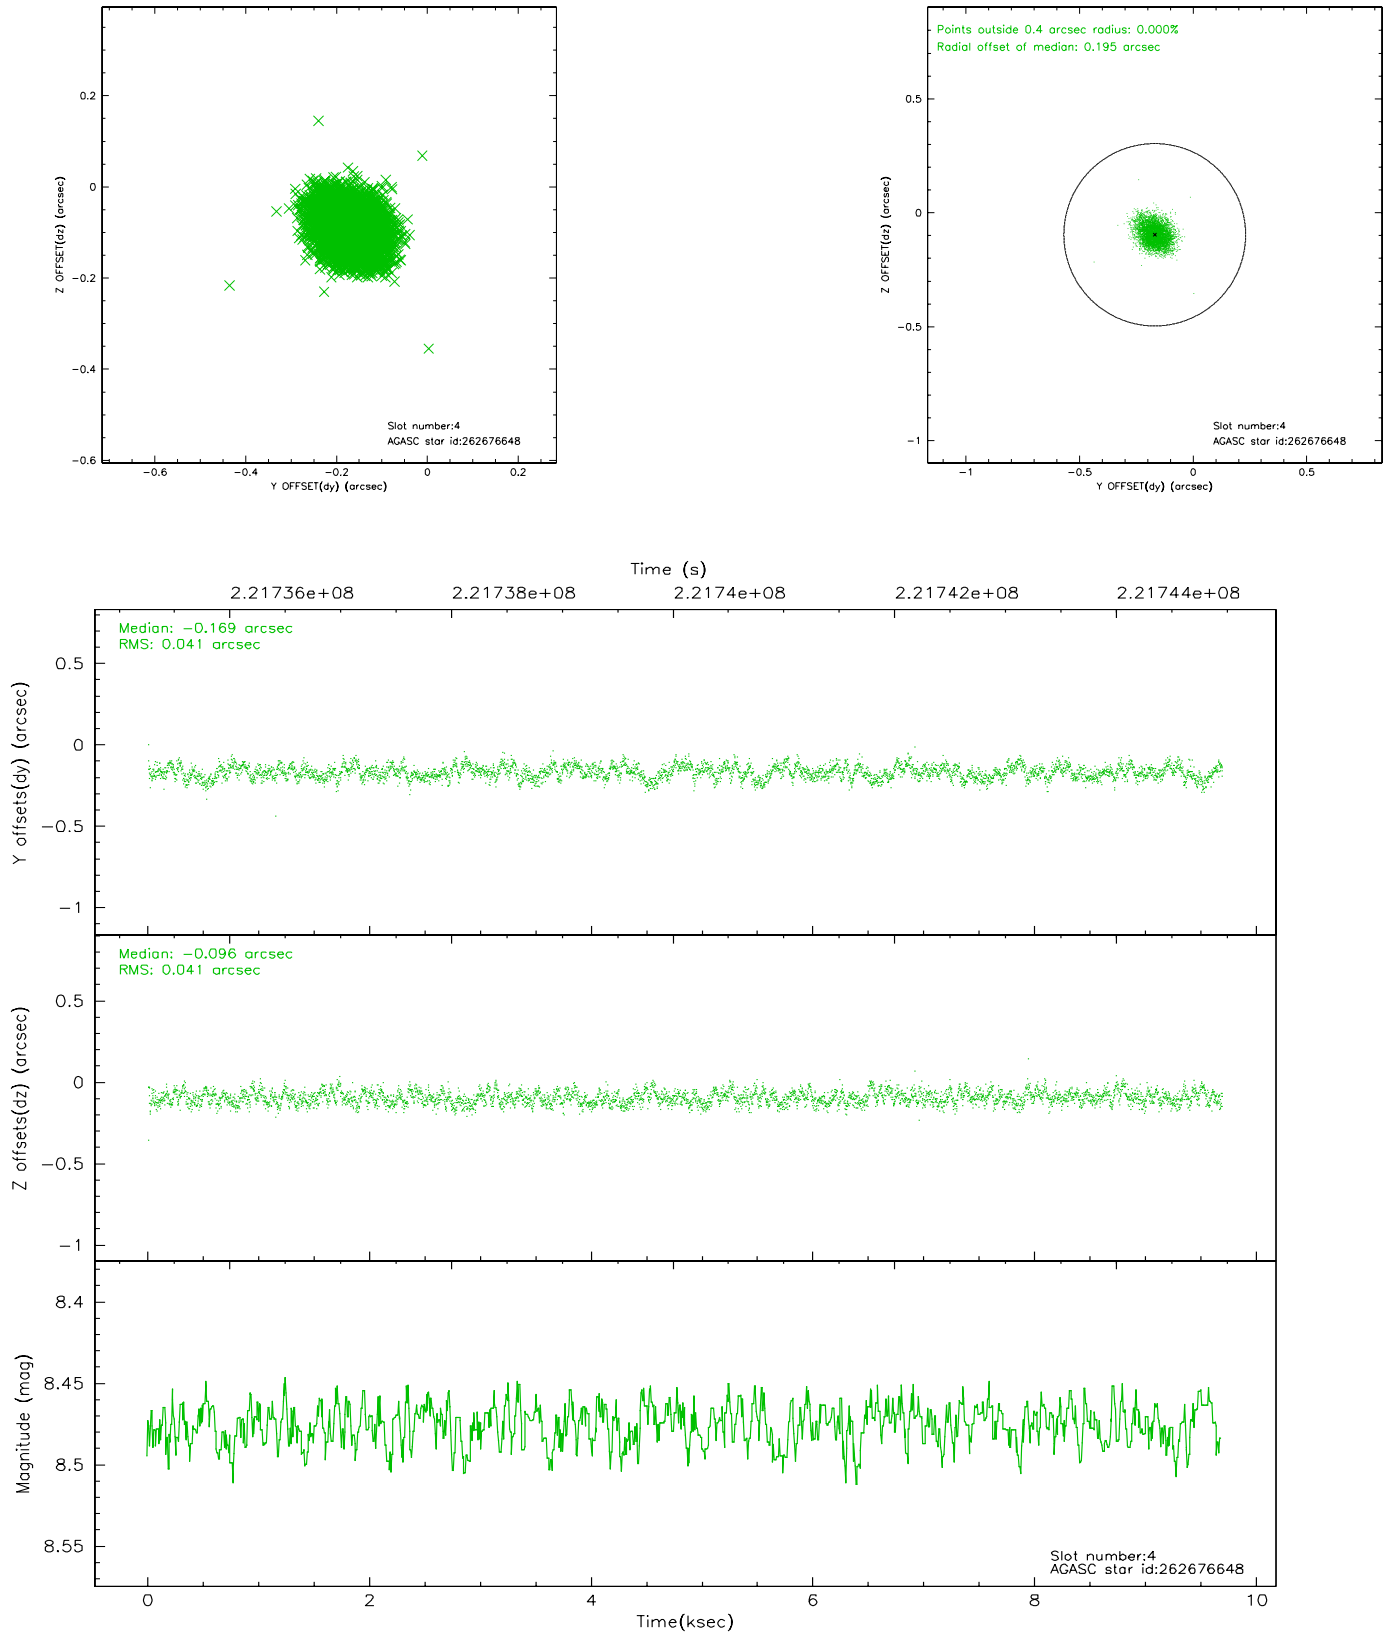 0.2
0
−0.2
−0.4
−0.6
Z OFFSET(dz) (arcsec)
−0.6
−0.4
−0.2
0
0.2
Y OFFSET(dy) (arcsec)
Slot number:4
AGASC star id:262676648
Points outside 0.4 arcsec radius: 0.000%
Radial offset of median: 0.195 arcsec
0.5
0
−0.5
−1
Z OFFSET(dz) (arcsec)
−1
−0.5
0
0.5
Y OFFSET(dy) (arcsec)
Slot number:4
AGASC star id:262676648
Time (s)
2.21736e+08
2.21738e+08
2.2174e+08
2.21742e+08
2.21744e+08
Median: −0.169 arcsec
RMS: 0.041 arcsec
0.5
0
−0.5
−1
Y offsets(dy) (arcsec)
Median: −0.096 arcsec
RMS: 0.041 arcsec
0.5
0
−0.5
−1
Z offsets(dz) (arcsec)
8.4
8.45
8.5
8.55
Magnitude (mag)
Slot number:4
AGASC star id:262676648
0
2
4
6
8
10
Time(ksec)